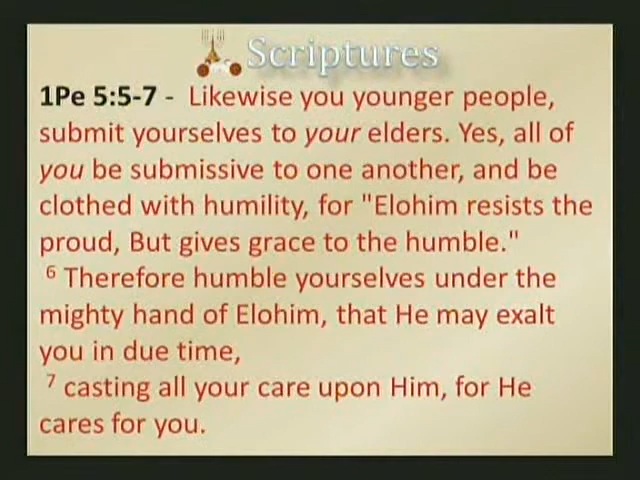 Scriptures
1Pe 5:5-7 - Likewise you younger people,
submit yourselves to your elders. Yes, all of
you be submissive to one another, and be
clothed with humility, for "Elohim resists the
proud, But gives grace to the humble."
6 Therefore humble yourselves under the
mighty hand of Elohim, that He may exalt
you in due time,
7 casting all your care upon Him, for He
cares for you.